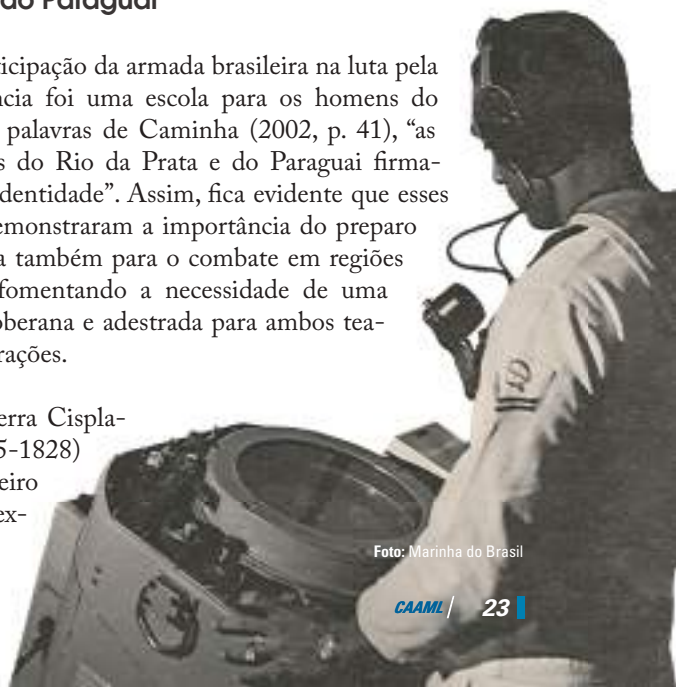 do Paraguai
icipação da armada brasileira na luta pela
ncia foi uma escola para os homens do
palavras de Caminha (2002, p. 41), “as
s do Rio da Prata e do Paraguai firma-
dentidade”. Assim, fica evidente que esses
emonstraram a importância do preparo
a também para o combate em regiões
fomentando a necessidade de uma
oberana e adestrada para ambos tea-
rações.
erra Cispla-
5-1828)
eiro
ex-
Foto: Marinha do Brasil
CAAML / 23